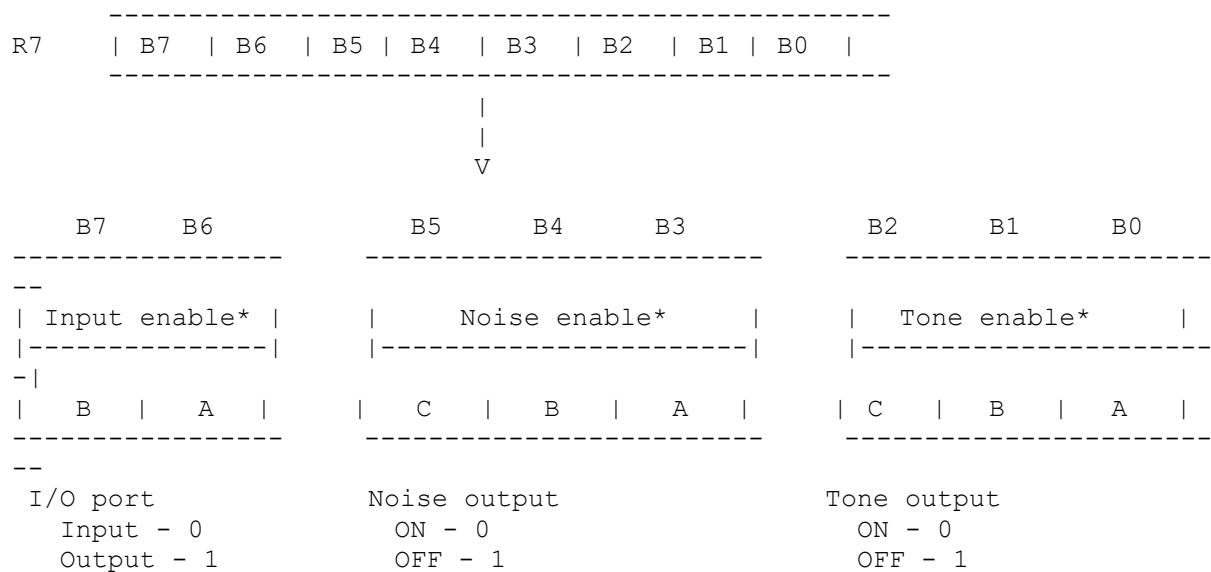 -------------------------------------------------
R7     | B7  | B6  | B5 | B4  | B3  | B2  | B1 | B0  |
       -------------------------------------------------
                              |
                              |
                              V

    B7    B6             B5     B4     B3            B2     B1     B0
-----------------     -------------------------     -----------------------
--
| Input enable* |     |     Noise enable*     |     |  Tone enable*     |
|---------------|     |-----------------------|     |----------------------
-|
|   B   |   A   |     |   C   |   B   |   A   |     | C   |   B   |   A   |
-----------------     -------------------------     -----------------------
--
 I/O port             Noise output                 Tone output
   Input - 0            ON - 0                       ON - 0
   Output - 1           OFF - 1                      OFF - 1